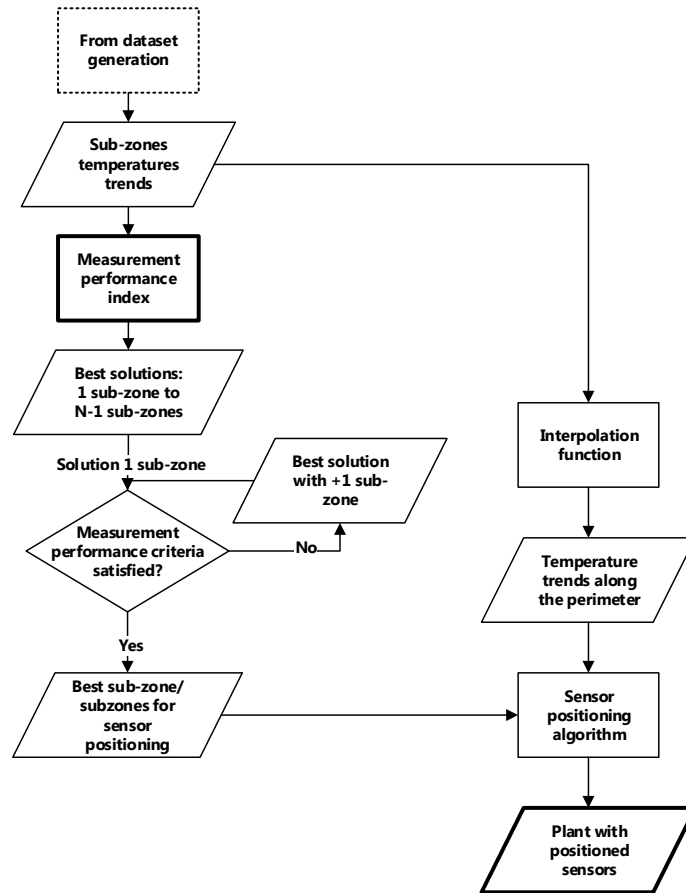 From dataset
generation
Sub-zones
temperatures
trends
Measurement
performance
index
Best solutions:
1 sub-zone to
N-1 sub-zones
Solution 1 sub-zone
Best solution
with +1 sub-
zone
Measurement
performance criteria
satisfied?
No
Yes
Best sub-zone/
subzones for
sensor
positioning
Interpolation
function
Temperature
trends along
the perimeter
Sensor
positioning
algorithm
Plant with
positioned
sensors